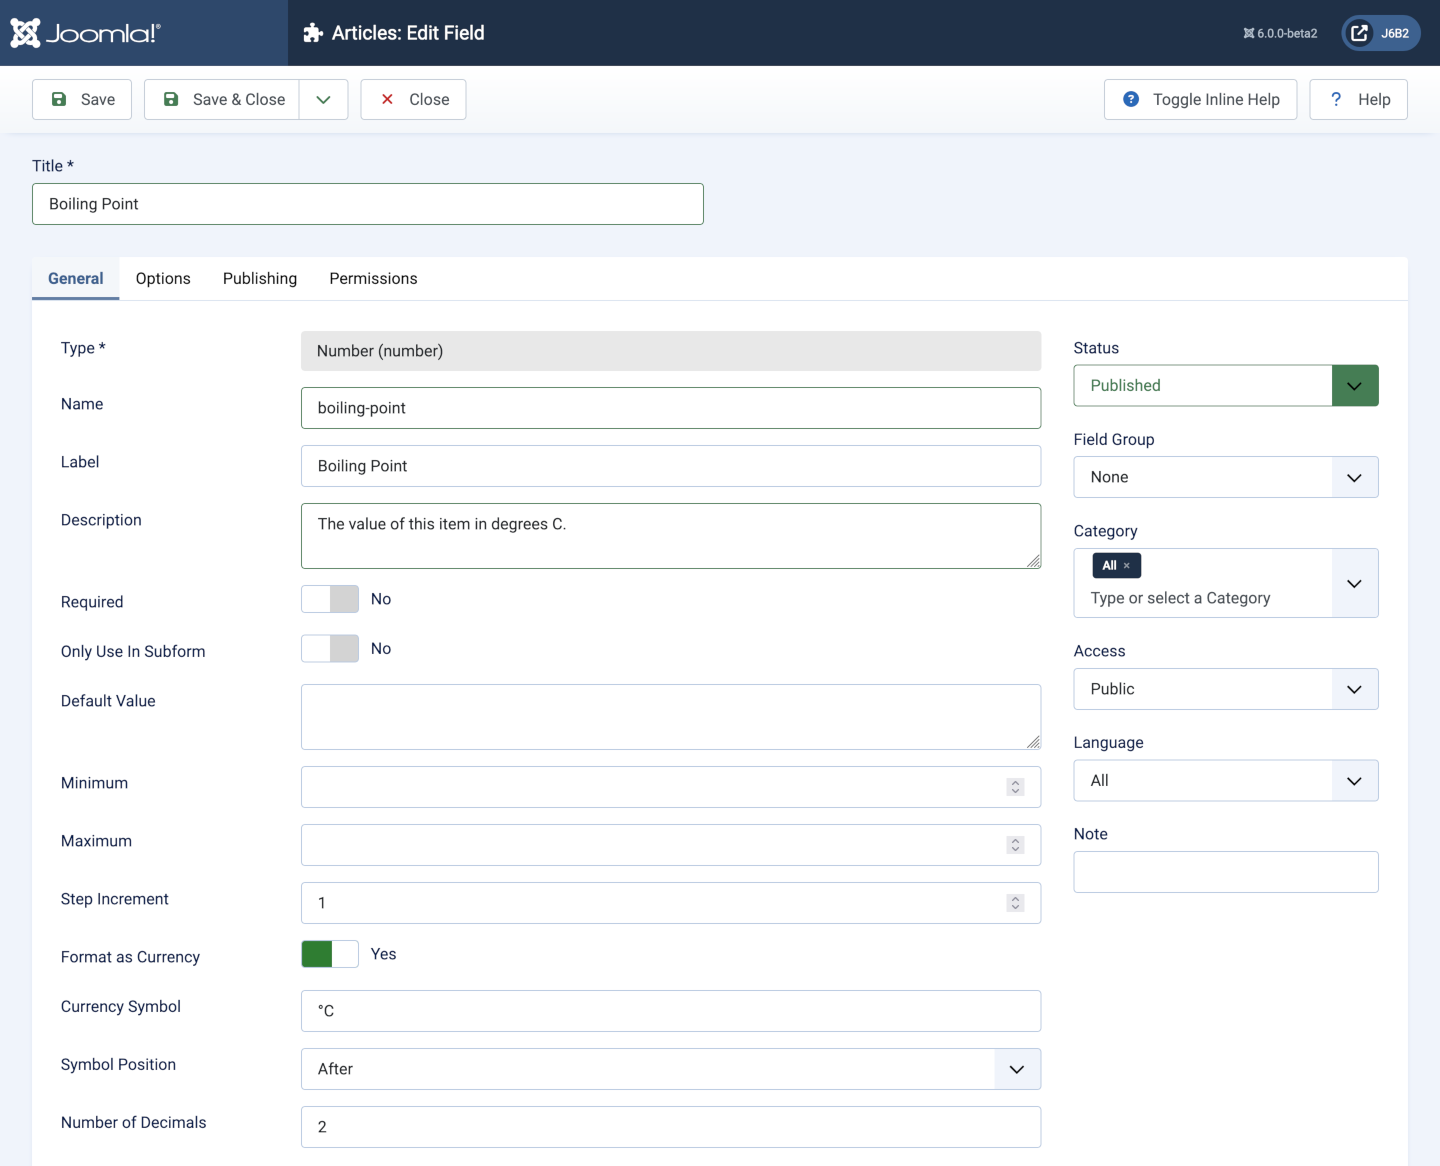 Joomla!®
Articles: Edit Field
6.0.0-beta2
J6B2
Save
Save & Close
Close
Toggle Inline Help
? Help
Title *
Boiling Point
General
Options
Publishing
Permissions
Type *
Number (number)
Name
boiling-point
Label
Boiling Point
Description
The value of this item in degrees C.
Required
No
Only Use In Subform
No
Default Value
Minimum
Maximum
Step Increment
1
Format as Currency
Yes
Currency Symbol
°C
Symbol Position
After
Number of Decimals
2
Status
Published
Field Group
None
Category
All ×
Type or select a Category
Access
Public
Language
All
Note